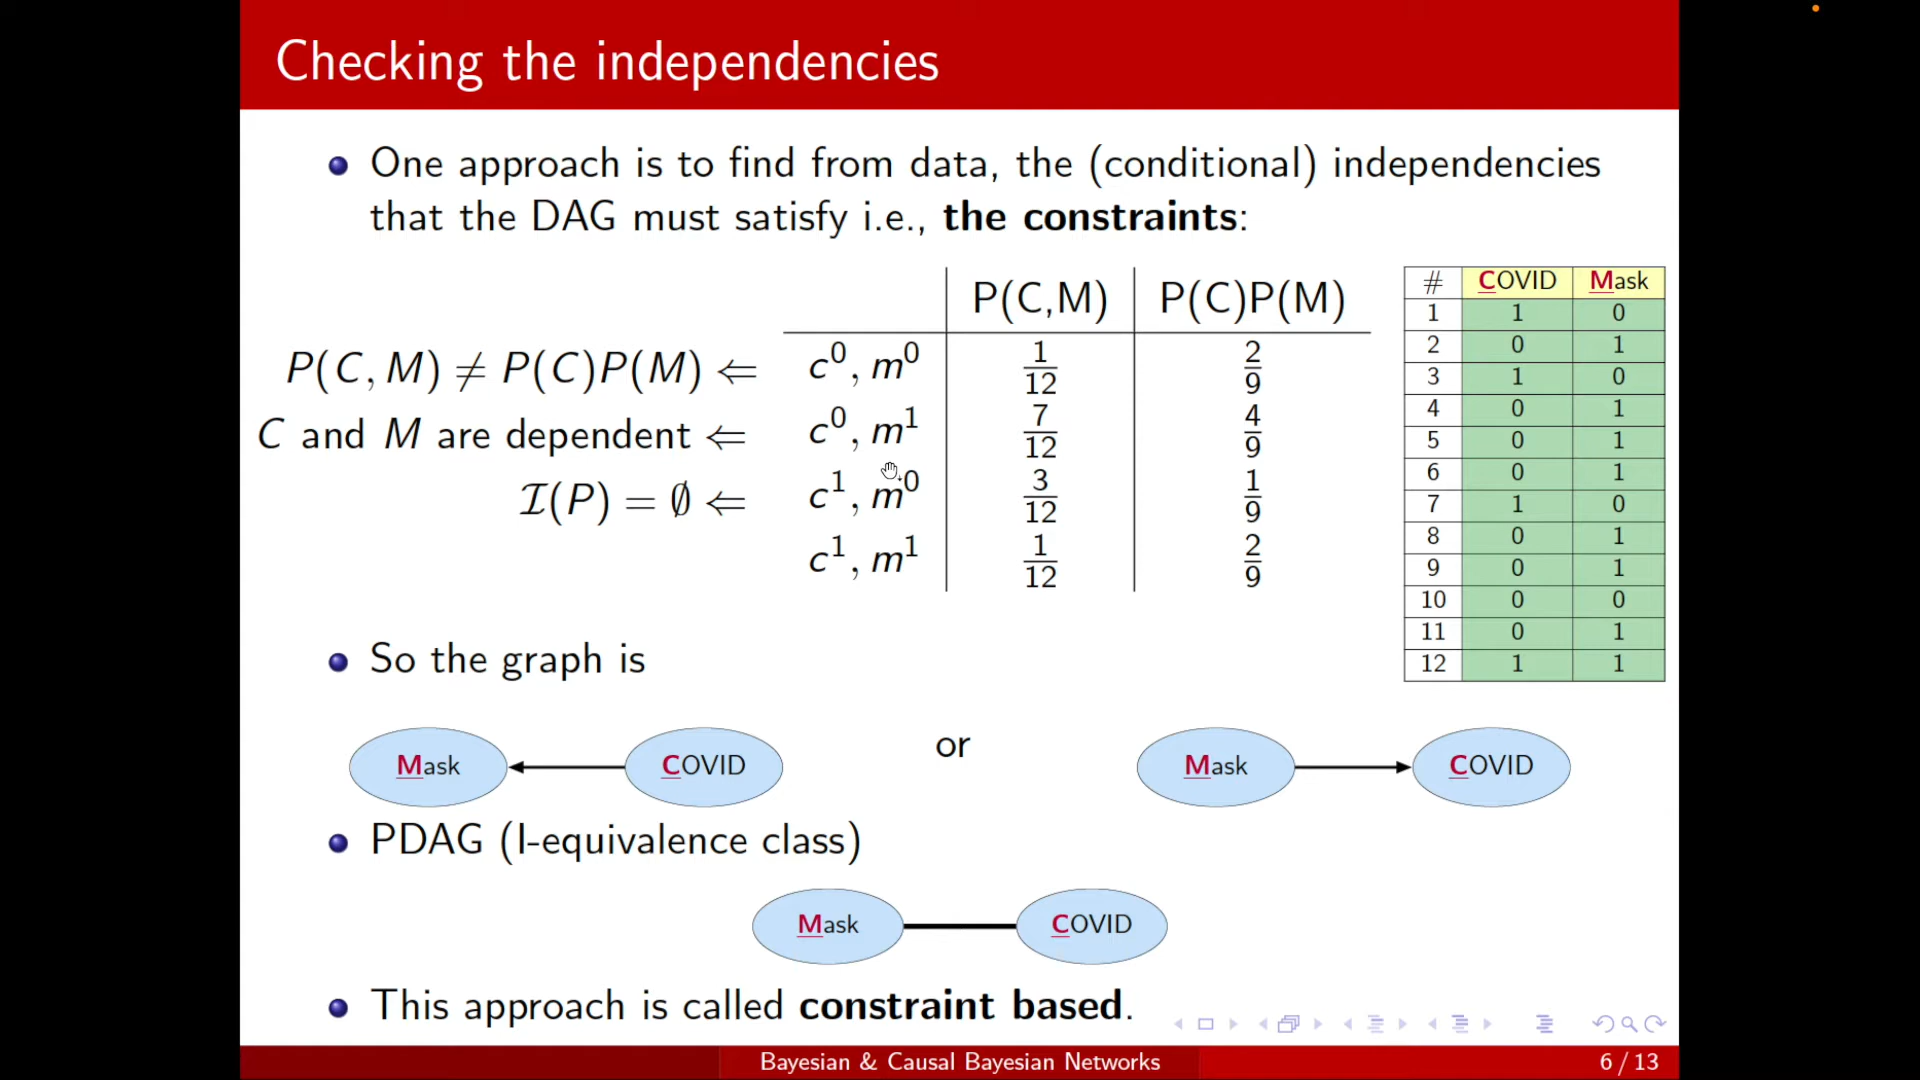 Checking the independencies
One approach is to find from data, the (conditional) independencies
that the DAG must satisfy i.e., the constraints:
P(C,M) P(C)P(M)
P(C, M) ≠ P(C)P(M) ⇐ c⁰, m⁰ 1/12 2/9
C and M are dependent ⇐ c⁰, m¹ 7/12 4/9
I(P) = ∅ ⇐ c¹, m⁰ 3/12 1/9
c¹, m¹ 1/12 2/9
# COVID Mask
1 1 0
2 0 1
3 1 0
4 0 1
5 0 1
6 0 1
7 1 0
8 0 1
9 0 1
10 0 0
11 0 1
12 1 1
So the graph is
Mask COVID or Mask COVID
PDAG (I-equivalence class)
Mask COVID
This approach is called constraint based.
Bayesian & Causal Bayesian Networks 6 / 13